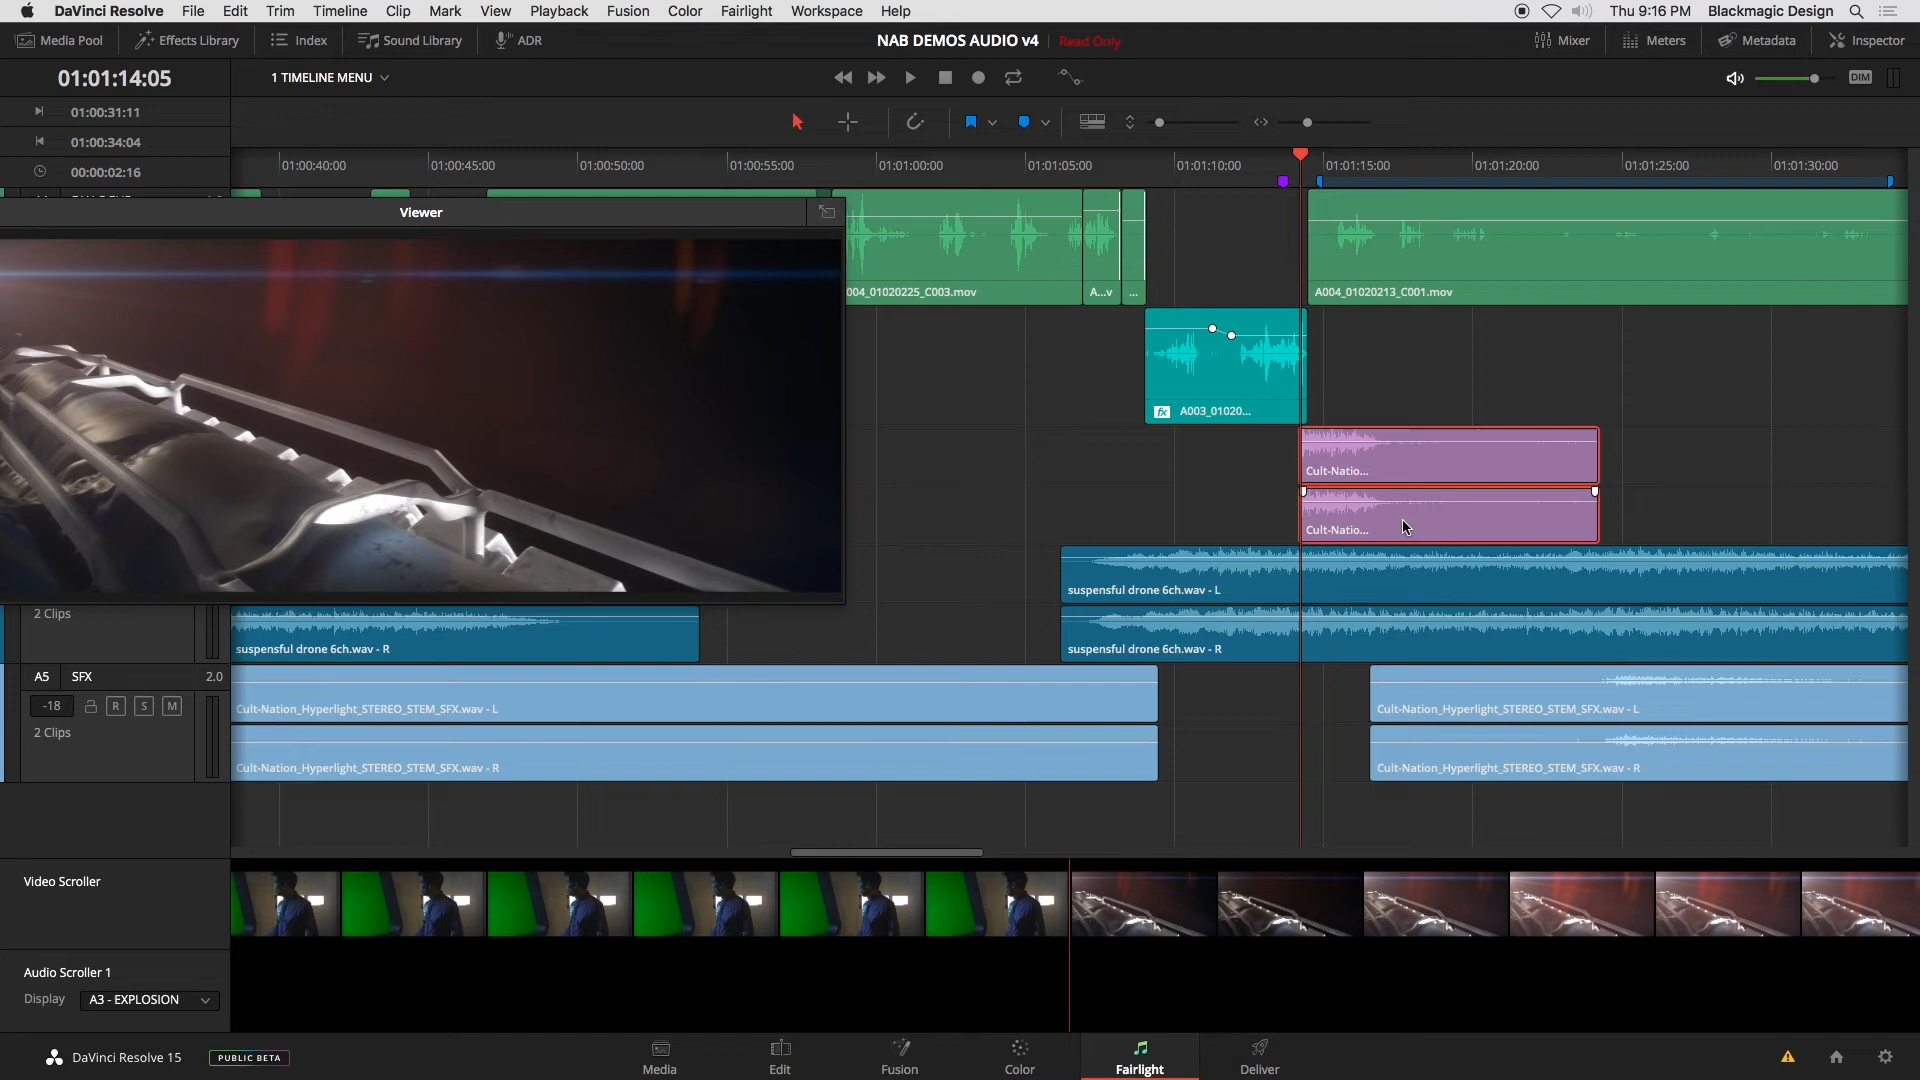 DaVinci Resolve File Edit Trim Timeline Clip Mark View Playback Fusion Color Fairlight Workspace Help Thu 9:16 PM Blackmagic Design
Media Pool Effects Library Index Sound Library ADR NAB DEMOS AUDIO v4 Read Only Mixer Meters Metadata Inspector
01:01:14:05 1 TIMELINE MENU DIM
01:00:31:11
01:00:34:04
00:00:02:16
01:00:40:00 01:00:45:00 01:00:50:00 01:00:55:00 01:01:00:00 01:01:05:00 01:01:10:00 01:01:15:00 01:01:20:00 01:01:25:00 01:01:30:00
Viewer
004_01020225_C003.mov A...v ... A004_01020213_C001.mov
fx A003_01020...
Cult-Natio...
Cult-Natio...
suspensful drone 6ch.wav - L
2 Clips
suspensful drone 6ch.wav - R suspensful drone 6ch.wav - R
A5 SFX 2.0
-18 R S M Cult-Nation_Hyperlight_STEREO_STEM_SFX.wav - L Cult-Nation_Hyperlight_STEREO_STEM_SFX.wav - L
2 Clips
Cult-Nation_Hyperlight_STEREO_STEM_SFX.wav - R Cult-Nation_Hyperlight_STEREO_STEM_SFX.wav - R
Video Scroller
Audio Scroller 1
Display A3 - EXPLOSION
DaVinci Resolve 15 PUBLIC BETA Media Edit Fusion Color Fairlight Deliver